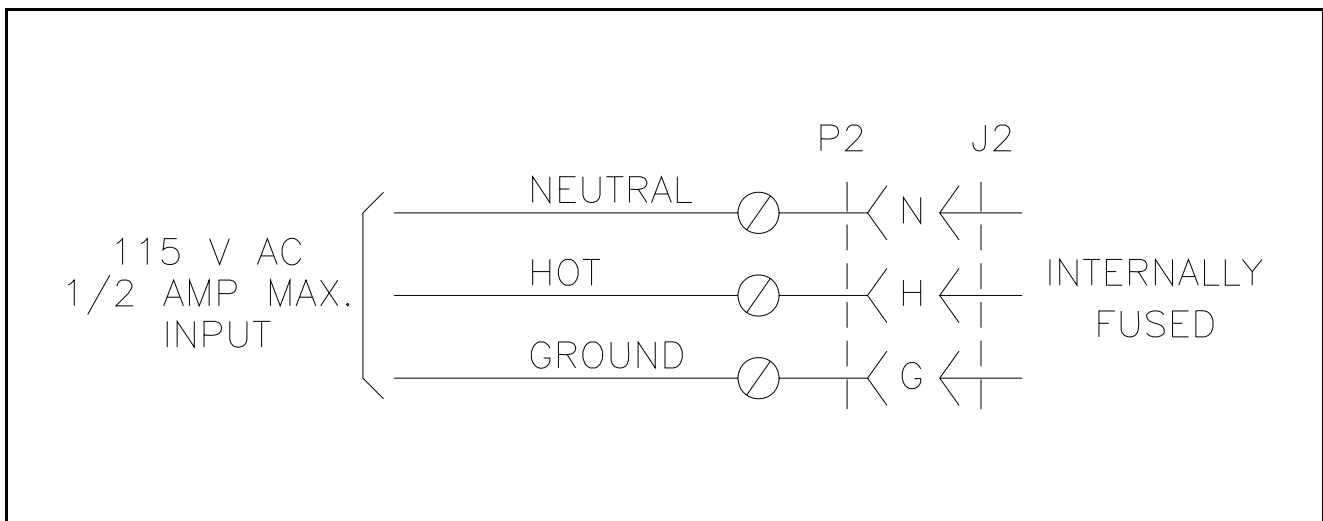 P2
J2
NEUTRAL
N
115 V AC
1/2 AMP MAX.
INPUT
HOT
H
INTERNALLY
FUSED
GROUND
G